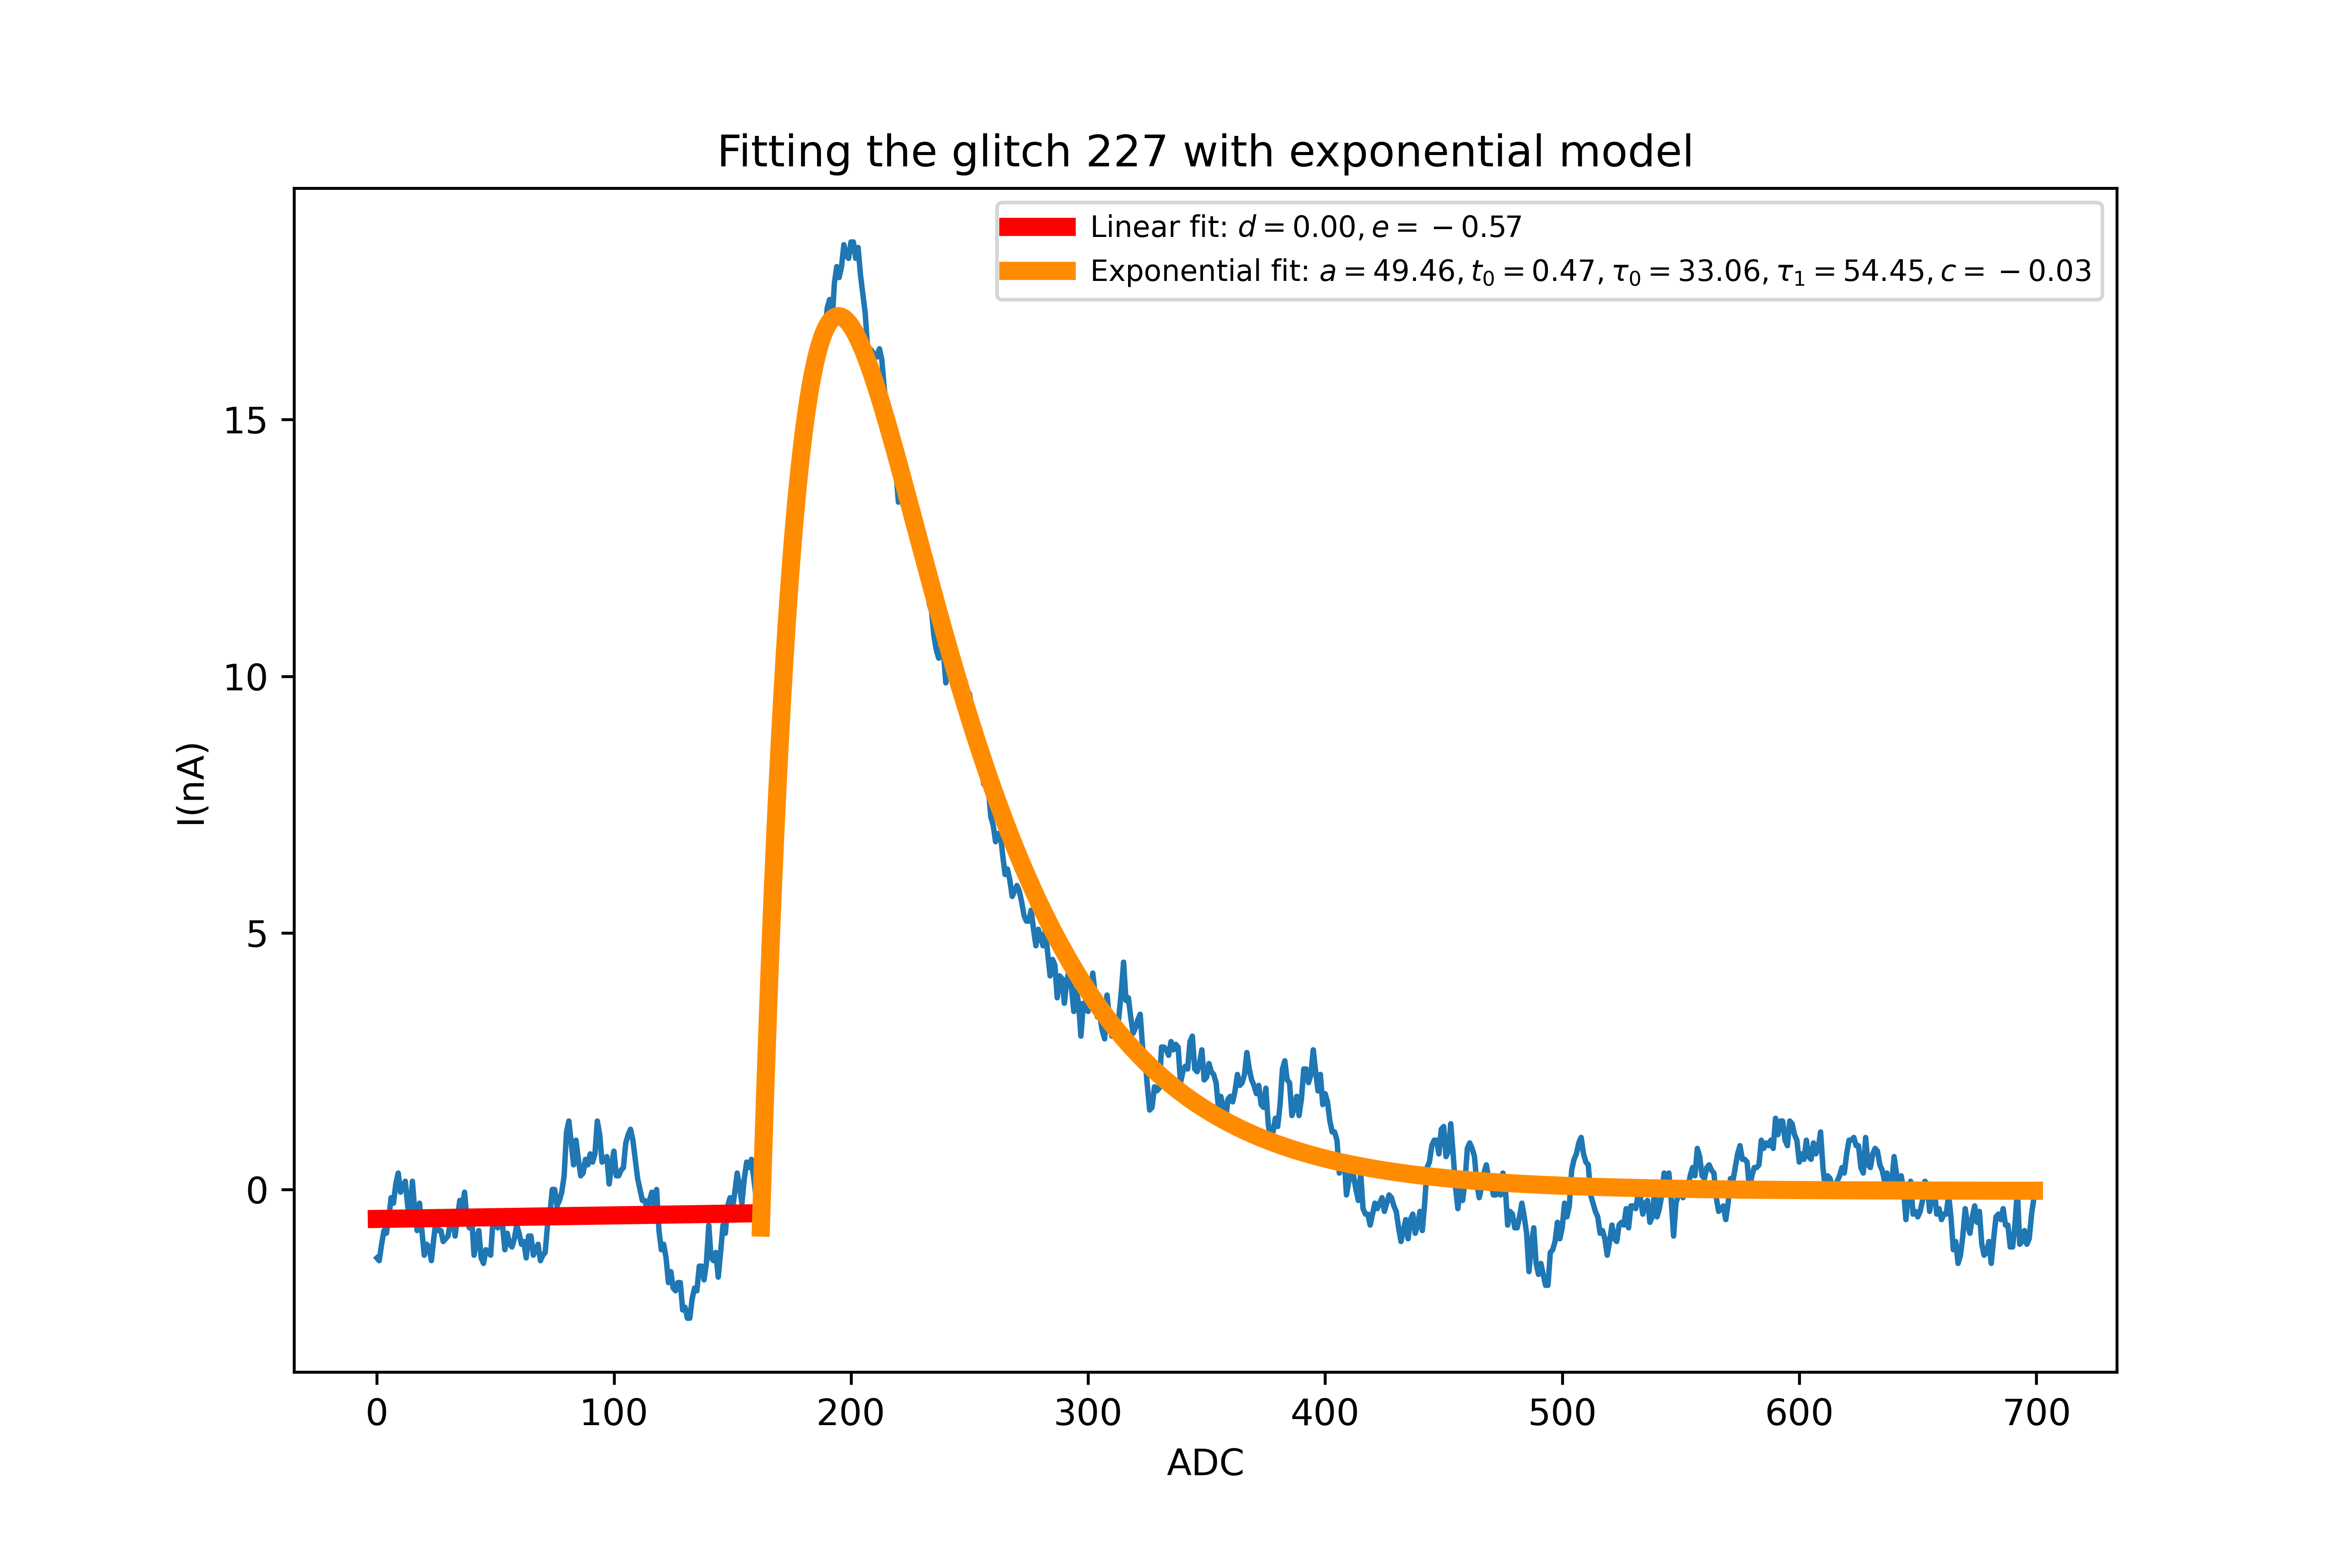 Fitting the glitch 227 with exponential model
Linear fit: d = 0.00, e = −0.57
Exponential fit: a = 49.46, t₀ = 0.47, τ₀ = 33.06, τ₁ = 54.45, c = −0.03
15
10
5
0
I(nA)
0 100 200 300 400 500 600 700
ADC